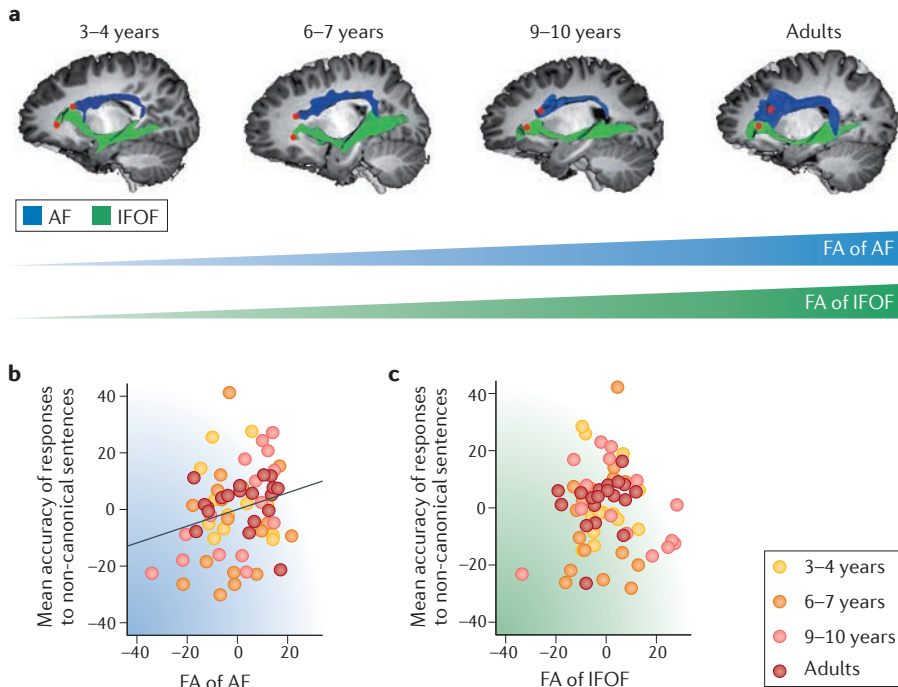 a
3–4 years
6–7 years
9–10 years
Adults
AF
IFOF
FA of AF
FA of IFOF
b
Mean accuracy of responses
to non-canonical sentences
40
20
0
−20
−40
−40
−20
0
20
FA of AF
c
Mean accuracy of responses
to non-canonical sentences
40
20
0
−20
−40
−40
−20
0
20
FA of IFOF
3–4 years
6–7 years
9–10 years
Adults